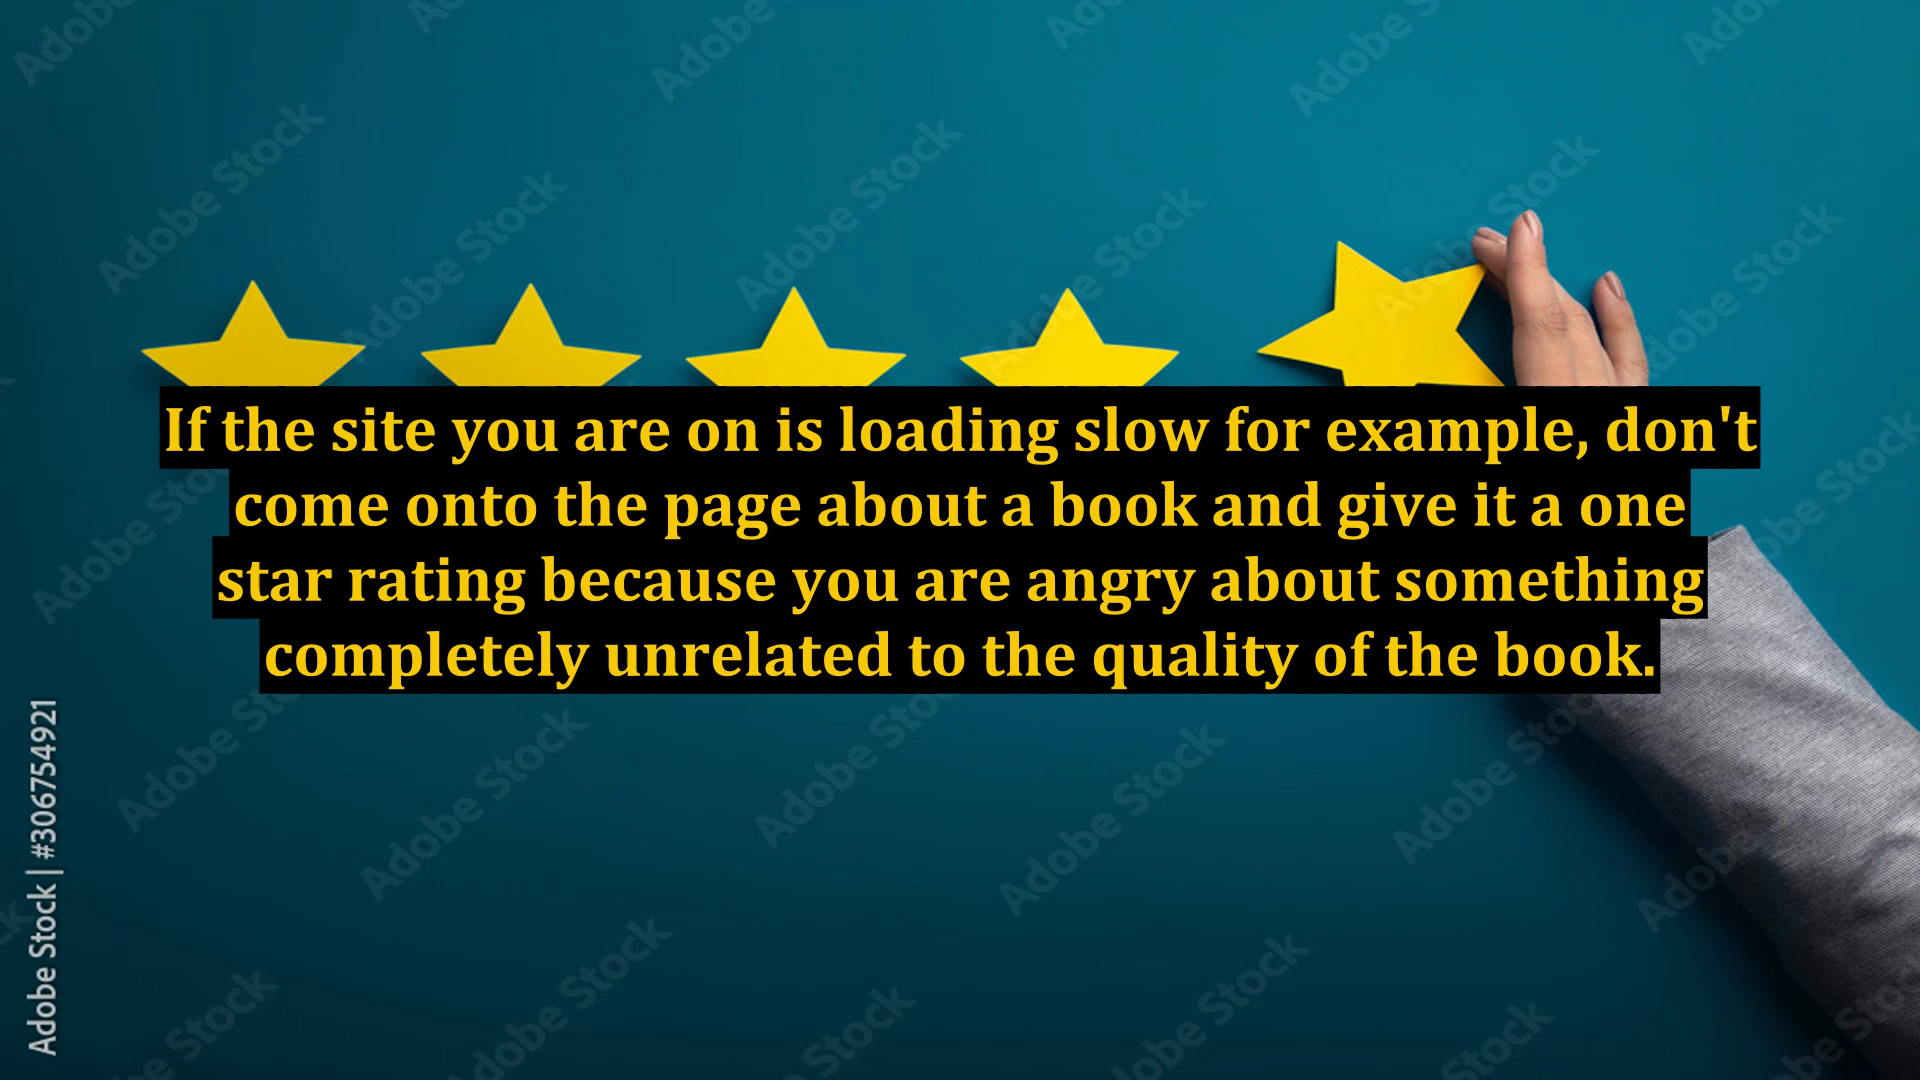 If the site you are on is loading slow for example, don't
come onto the page about a book and give it a one
star rating because you are angry about something
completely unrelated to the quality of the book.
Adobe Stock | #306754921
Adobe Stock